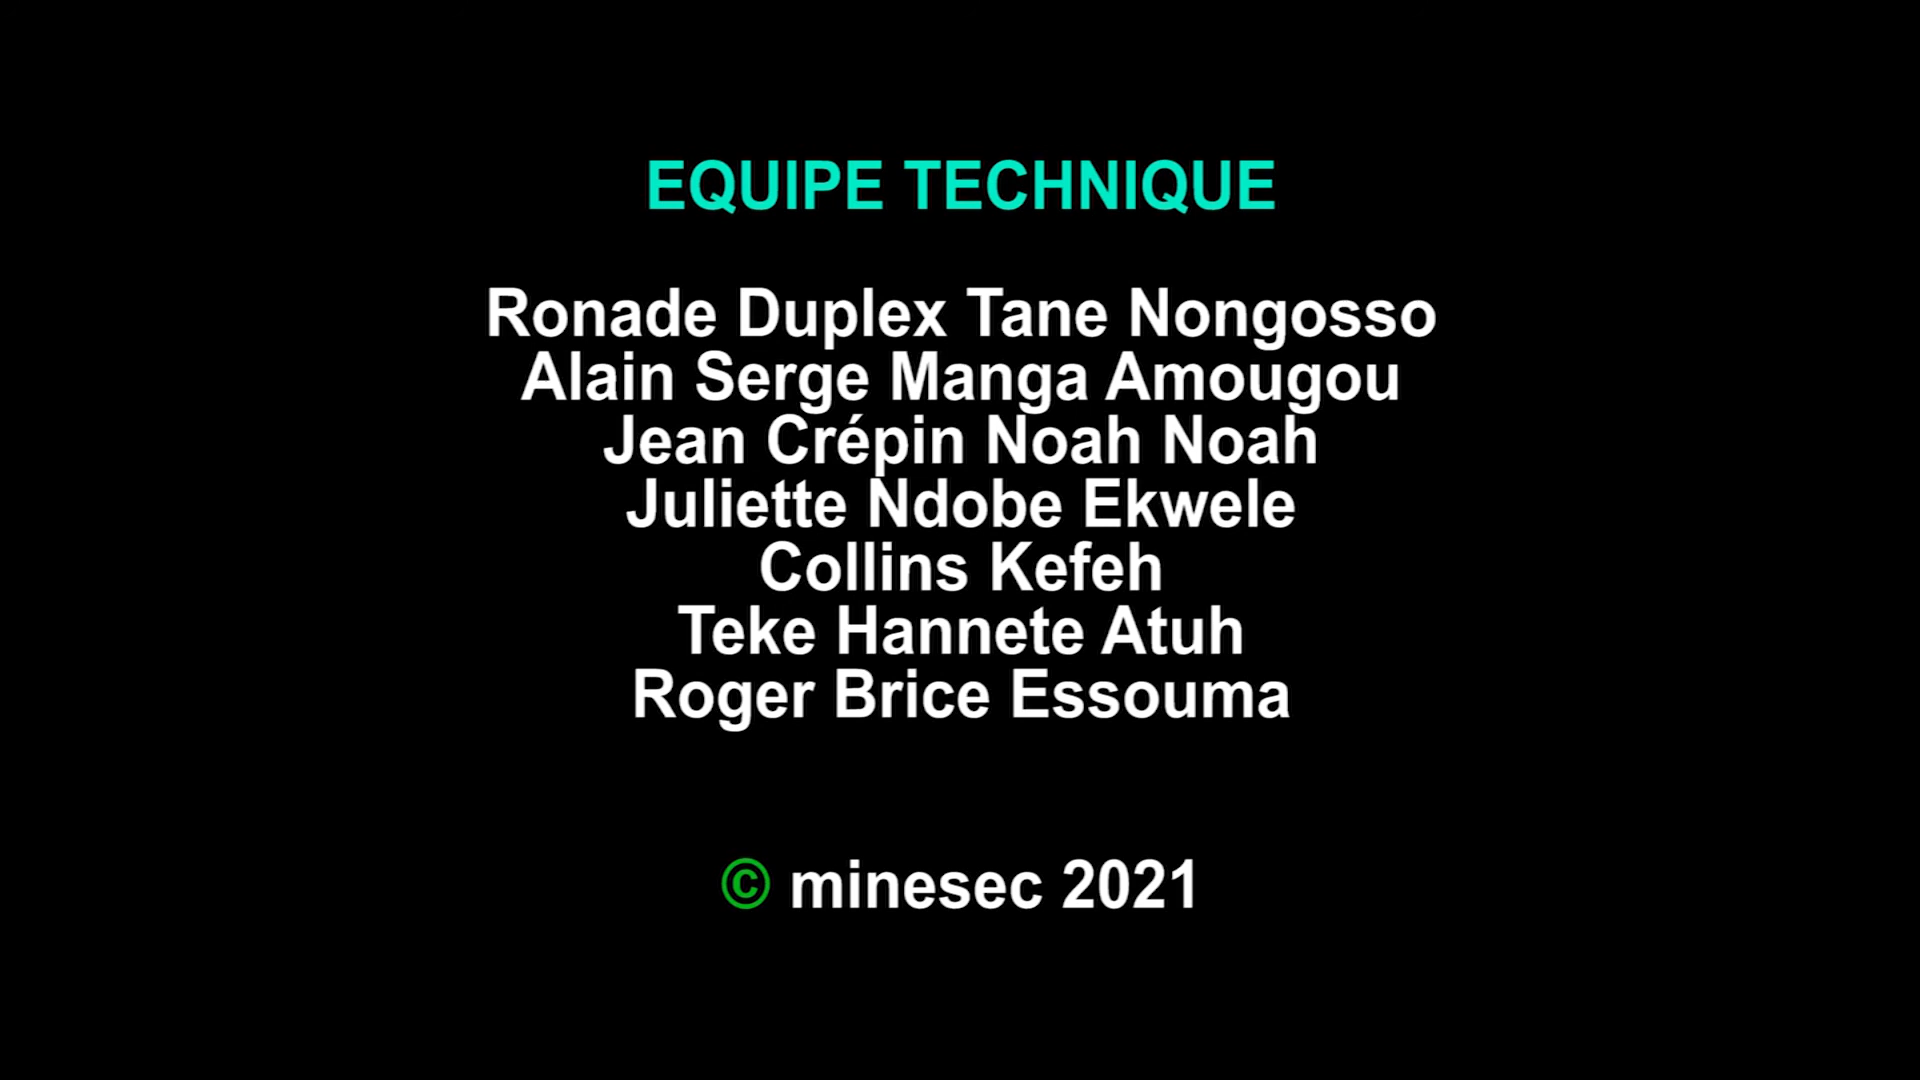 EQUIPE TECHNIQUE
Ronade Duplex Tane Nongosso
Alain Serge Manga Amougou
Jean Crépin Noah Noah
Juliette Ndobe Ekwele
Collins Kefeh
Teke Hannete Atuh
Roger Brice Essouma
© minesec 2021